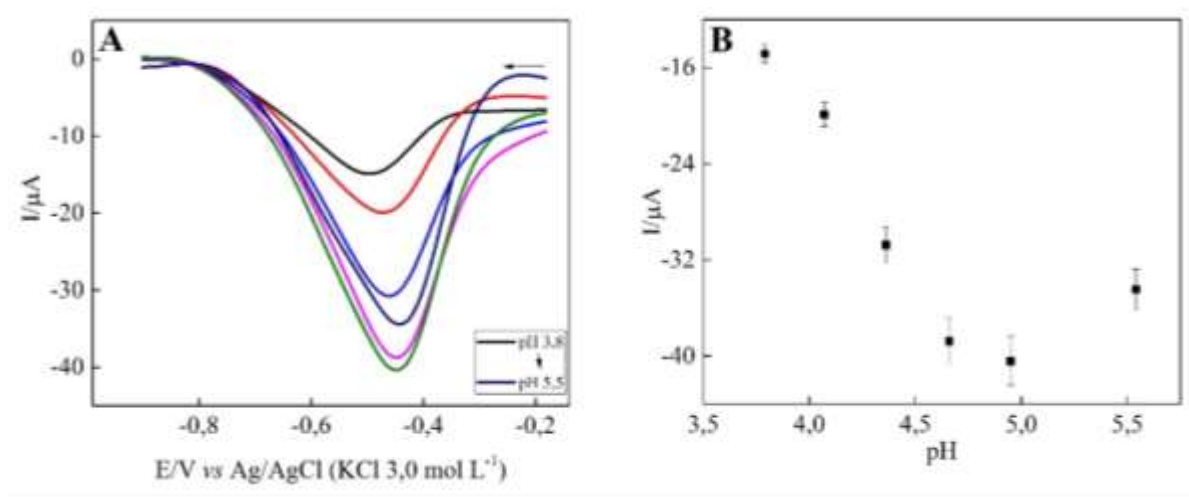 A
I/μA
0
-10
-20
-30
-40
-0,8
-0,6
-0,4
-0,2
E/V vs Ag/AgCl (KCl 3,0 mol L⁻¹)
pH 3,8
pH 5,5
B
I/μA
-16
-24
-32
-40
3,5
4,0
4,5
5,0
5,5
pH